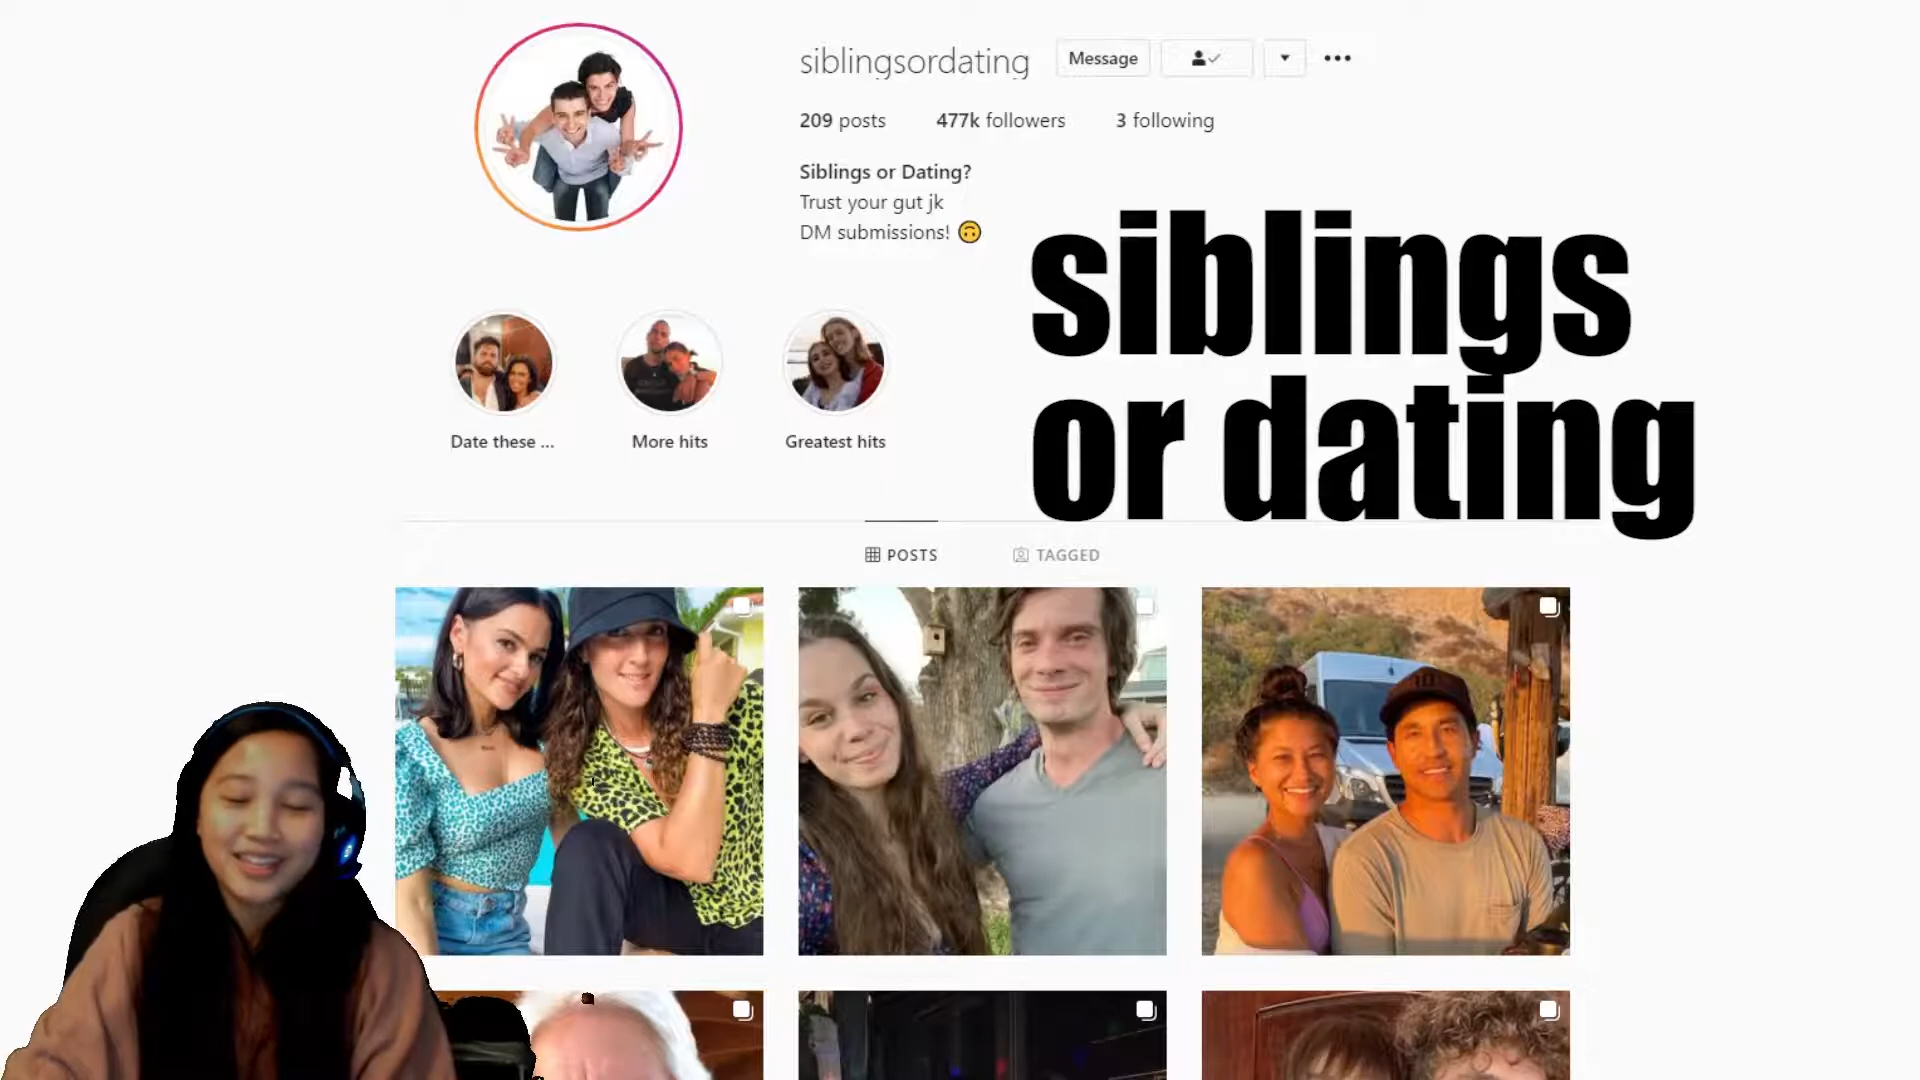 siblingsordating
Message
209 posts 477k followers 3 following
Siblings or Dating?
Trust your gut jk
DM submissions! 🙃
siblings
or dating
Date these ... More hits Greatest hits
POSTS TAGGED